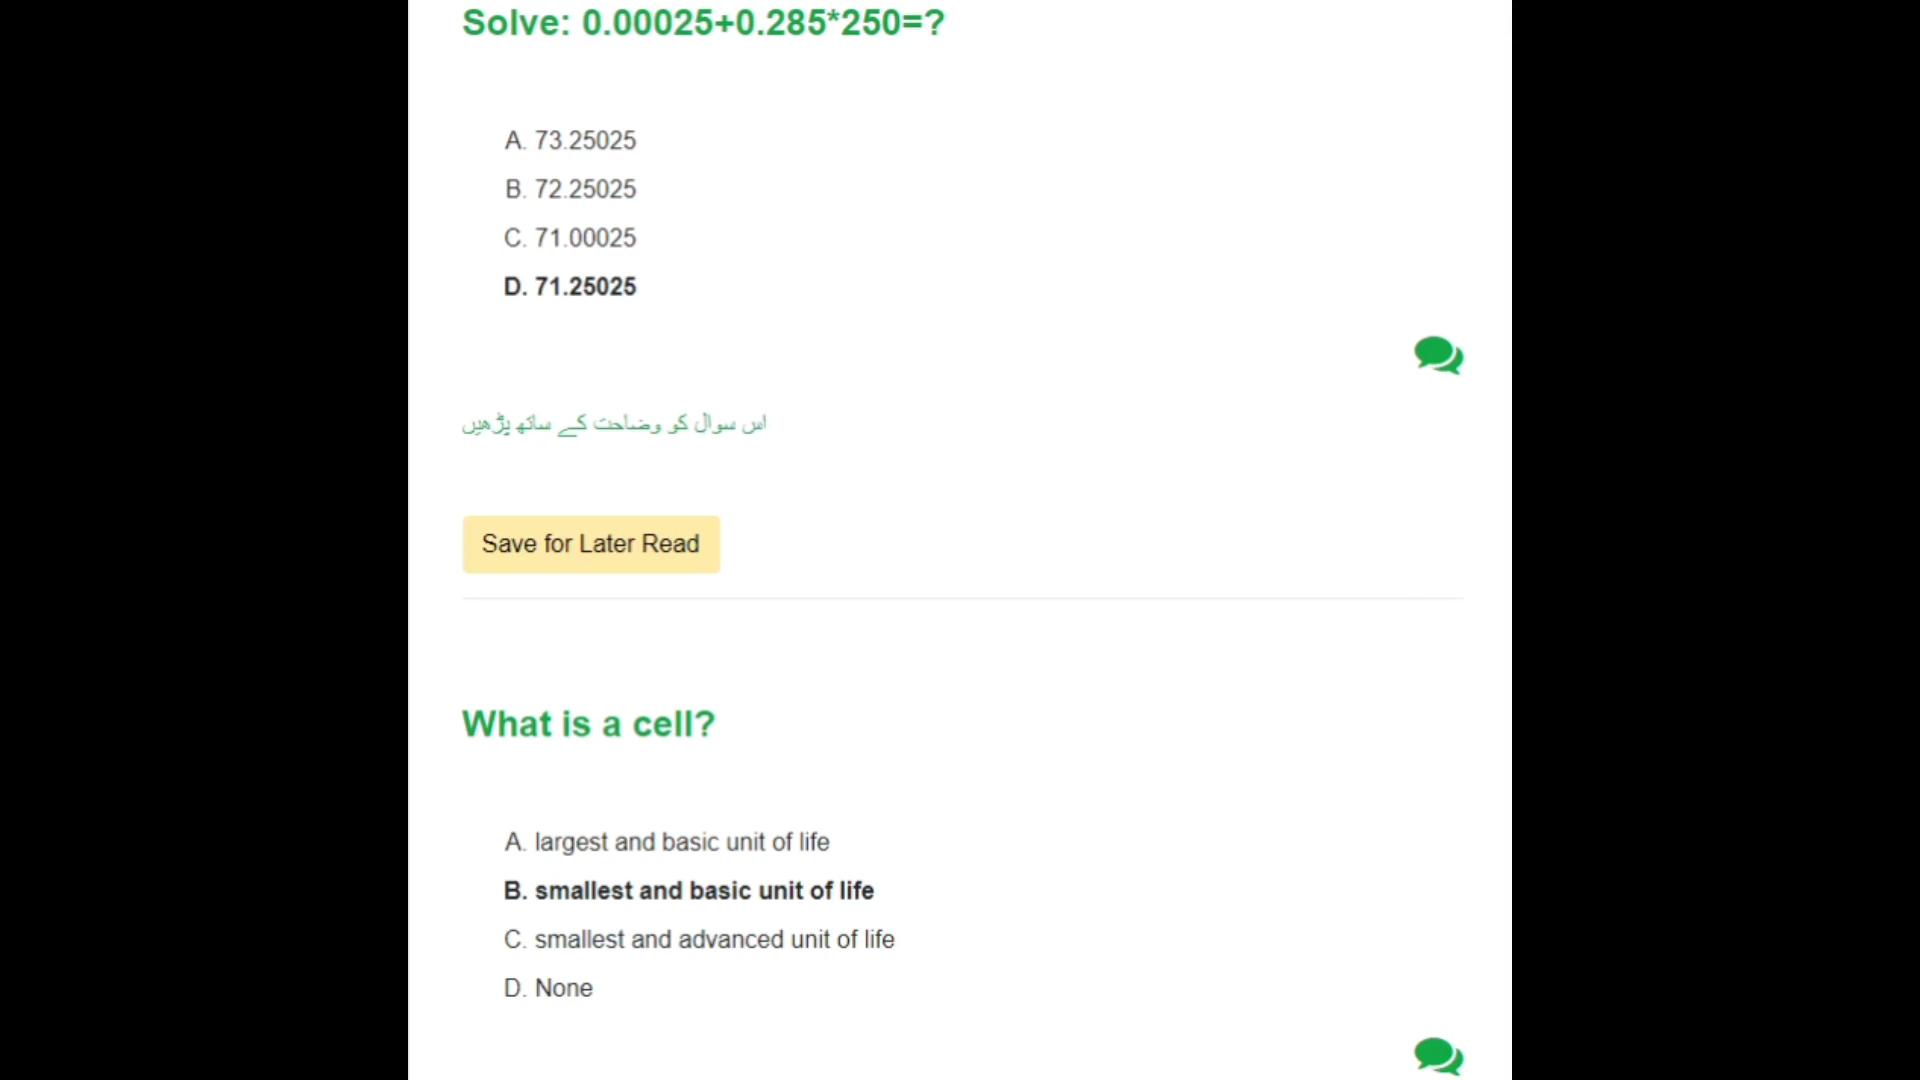 Solve: 0.00025+0.285*250=?
A. 73.25025
B. 72.25025
C. 71.00025
D. 71.25025
اس سوال کو وضاحت کے ساتھ پڑھیں
Save for Later Read
What is a cell?
A. largest and basic unit of life
B. smallest and basic unit of life
C. smallest and advanced unit of life
D. None